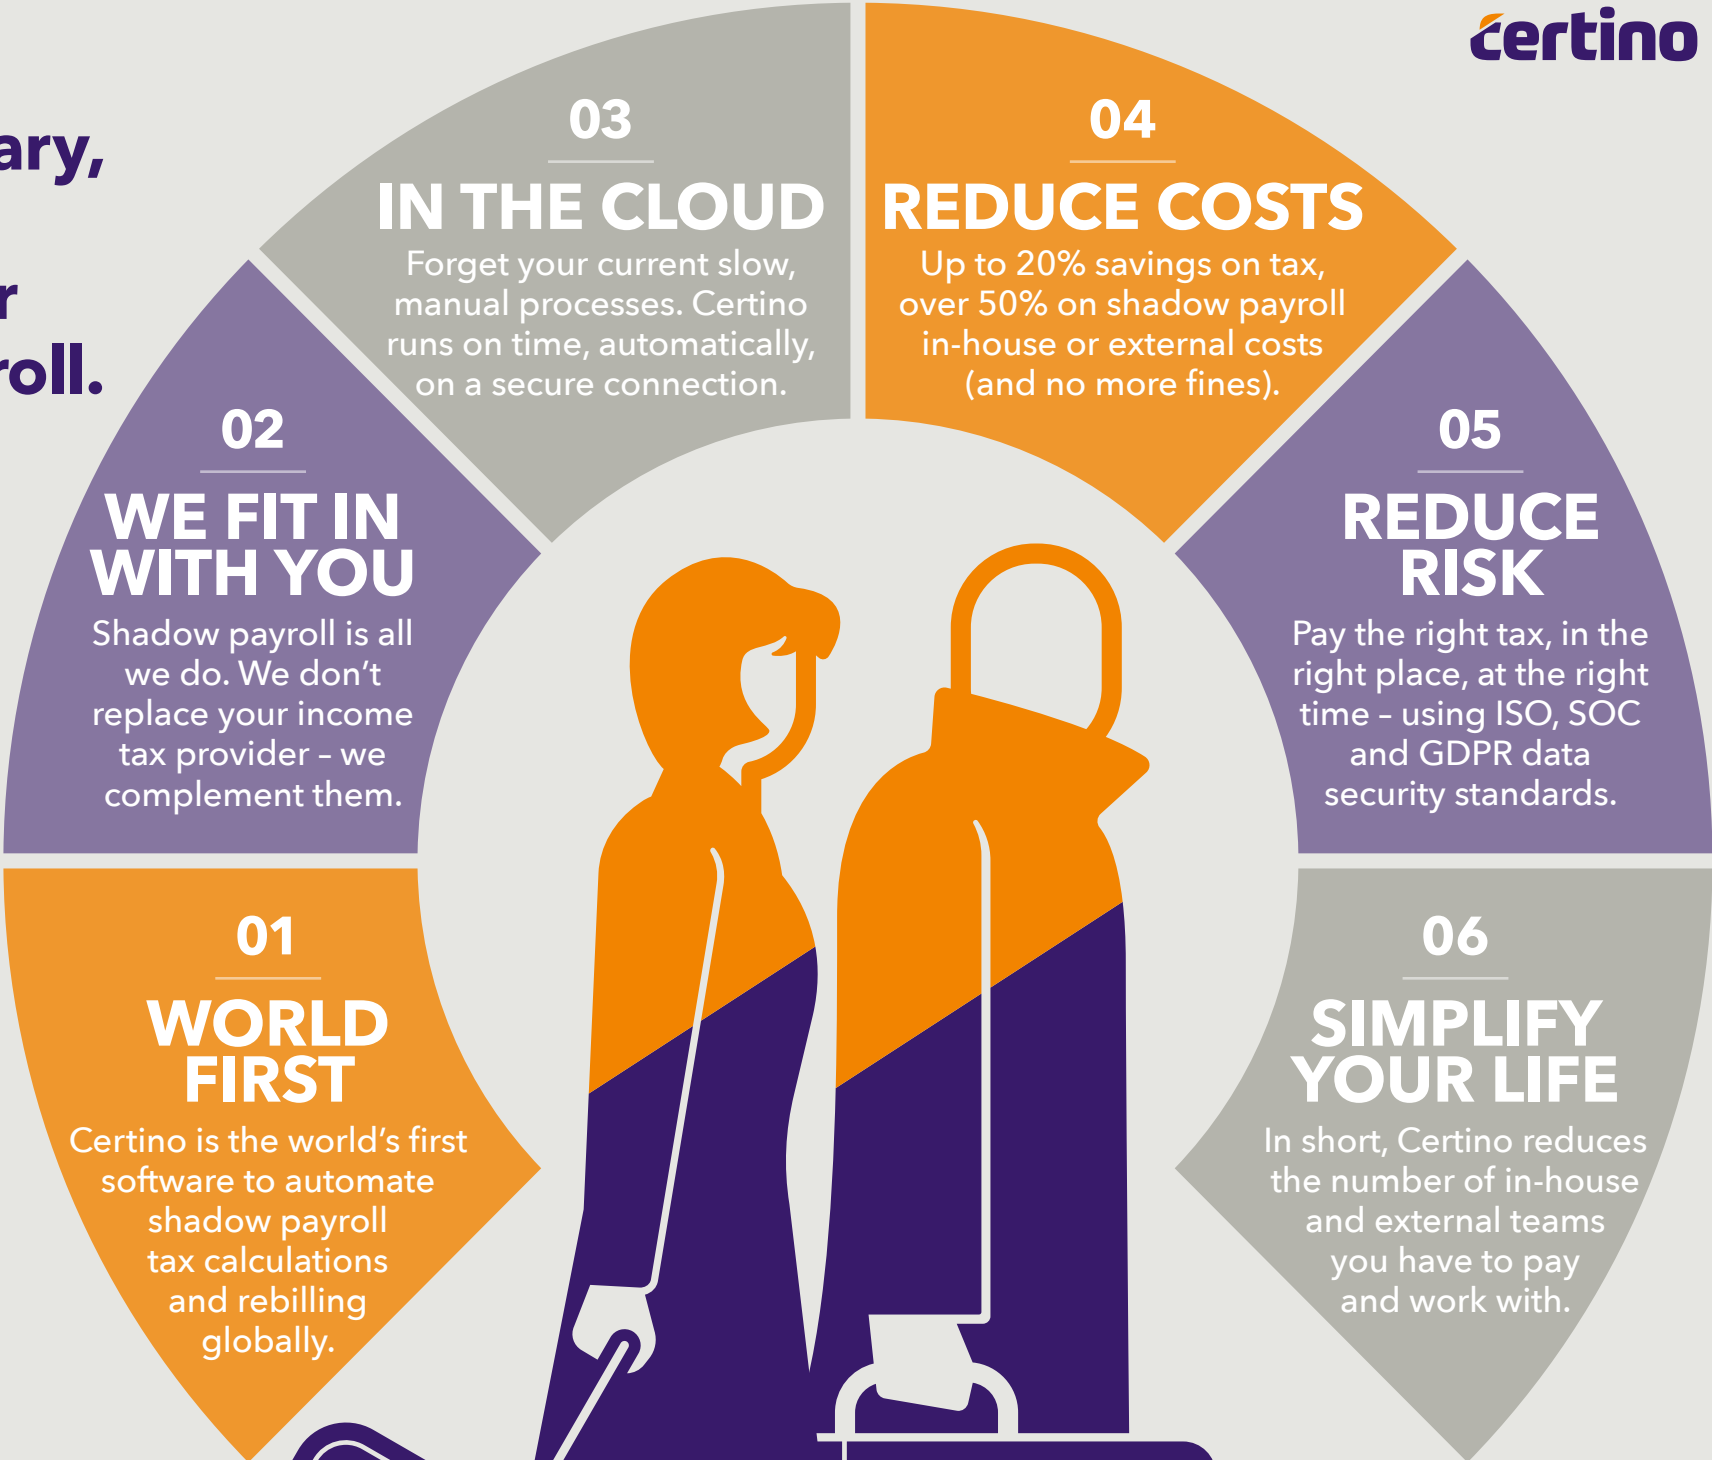 certino
ary,
r
roll.
01
WORLD
FIRST
Certino is the world’s first
software to automate
shadow payroll
tax calculations
and rebilling
globally.
02
WE FIT IN
WITH YOU
Shadow payroll is all
we do. We don’t
replace your income
tax provider – we
complement them.
03
IN THE CLOUD
Forget your current slow,
manual processes. Certino
runs on time, automatically,
on a secure connection.
04
REDUCE COSTS
Up to 20% savings on tax,
over 50% on shadow payroll
in-house or external costs
(and no more fines).
05
REDUCE
RISK
Pay the right tax, in the
right place, at the right
time – using ISO, SOC
and GDPR data
security standards.
06
SIMPLIFY
YOUR LIFE
In short, Certino reduces
the number of in-house
and external teams
you have to pay
and work with.